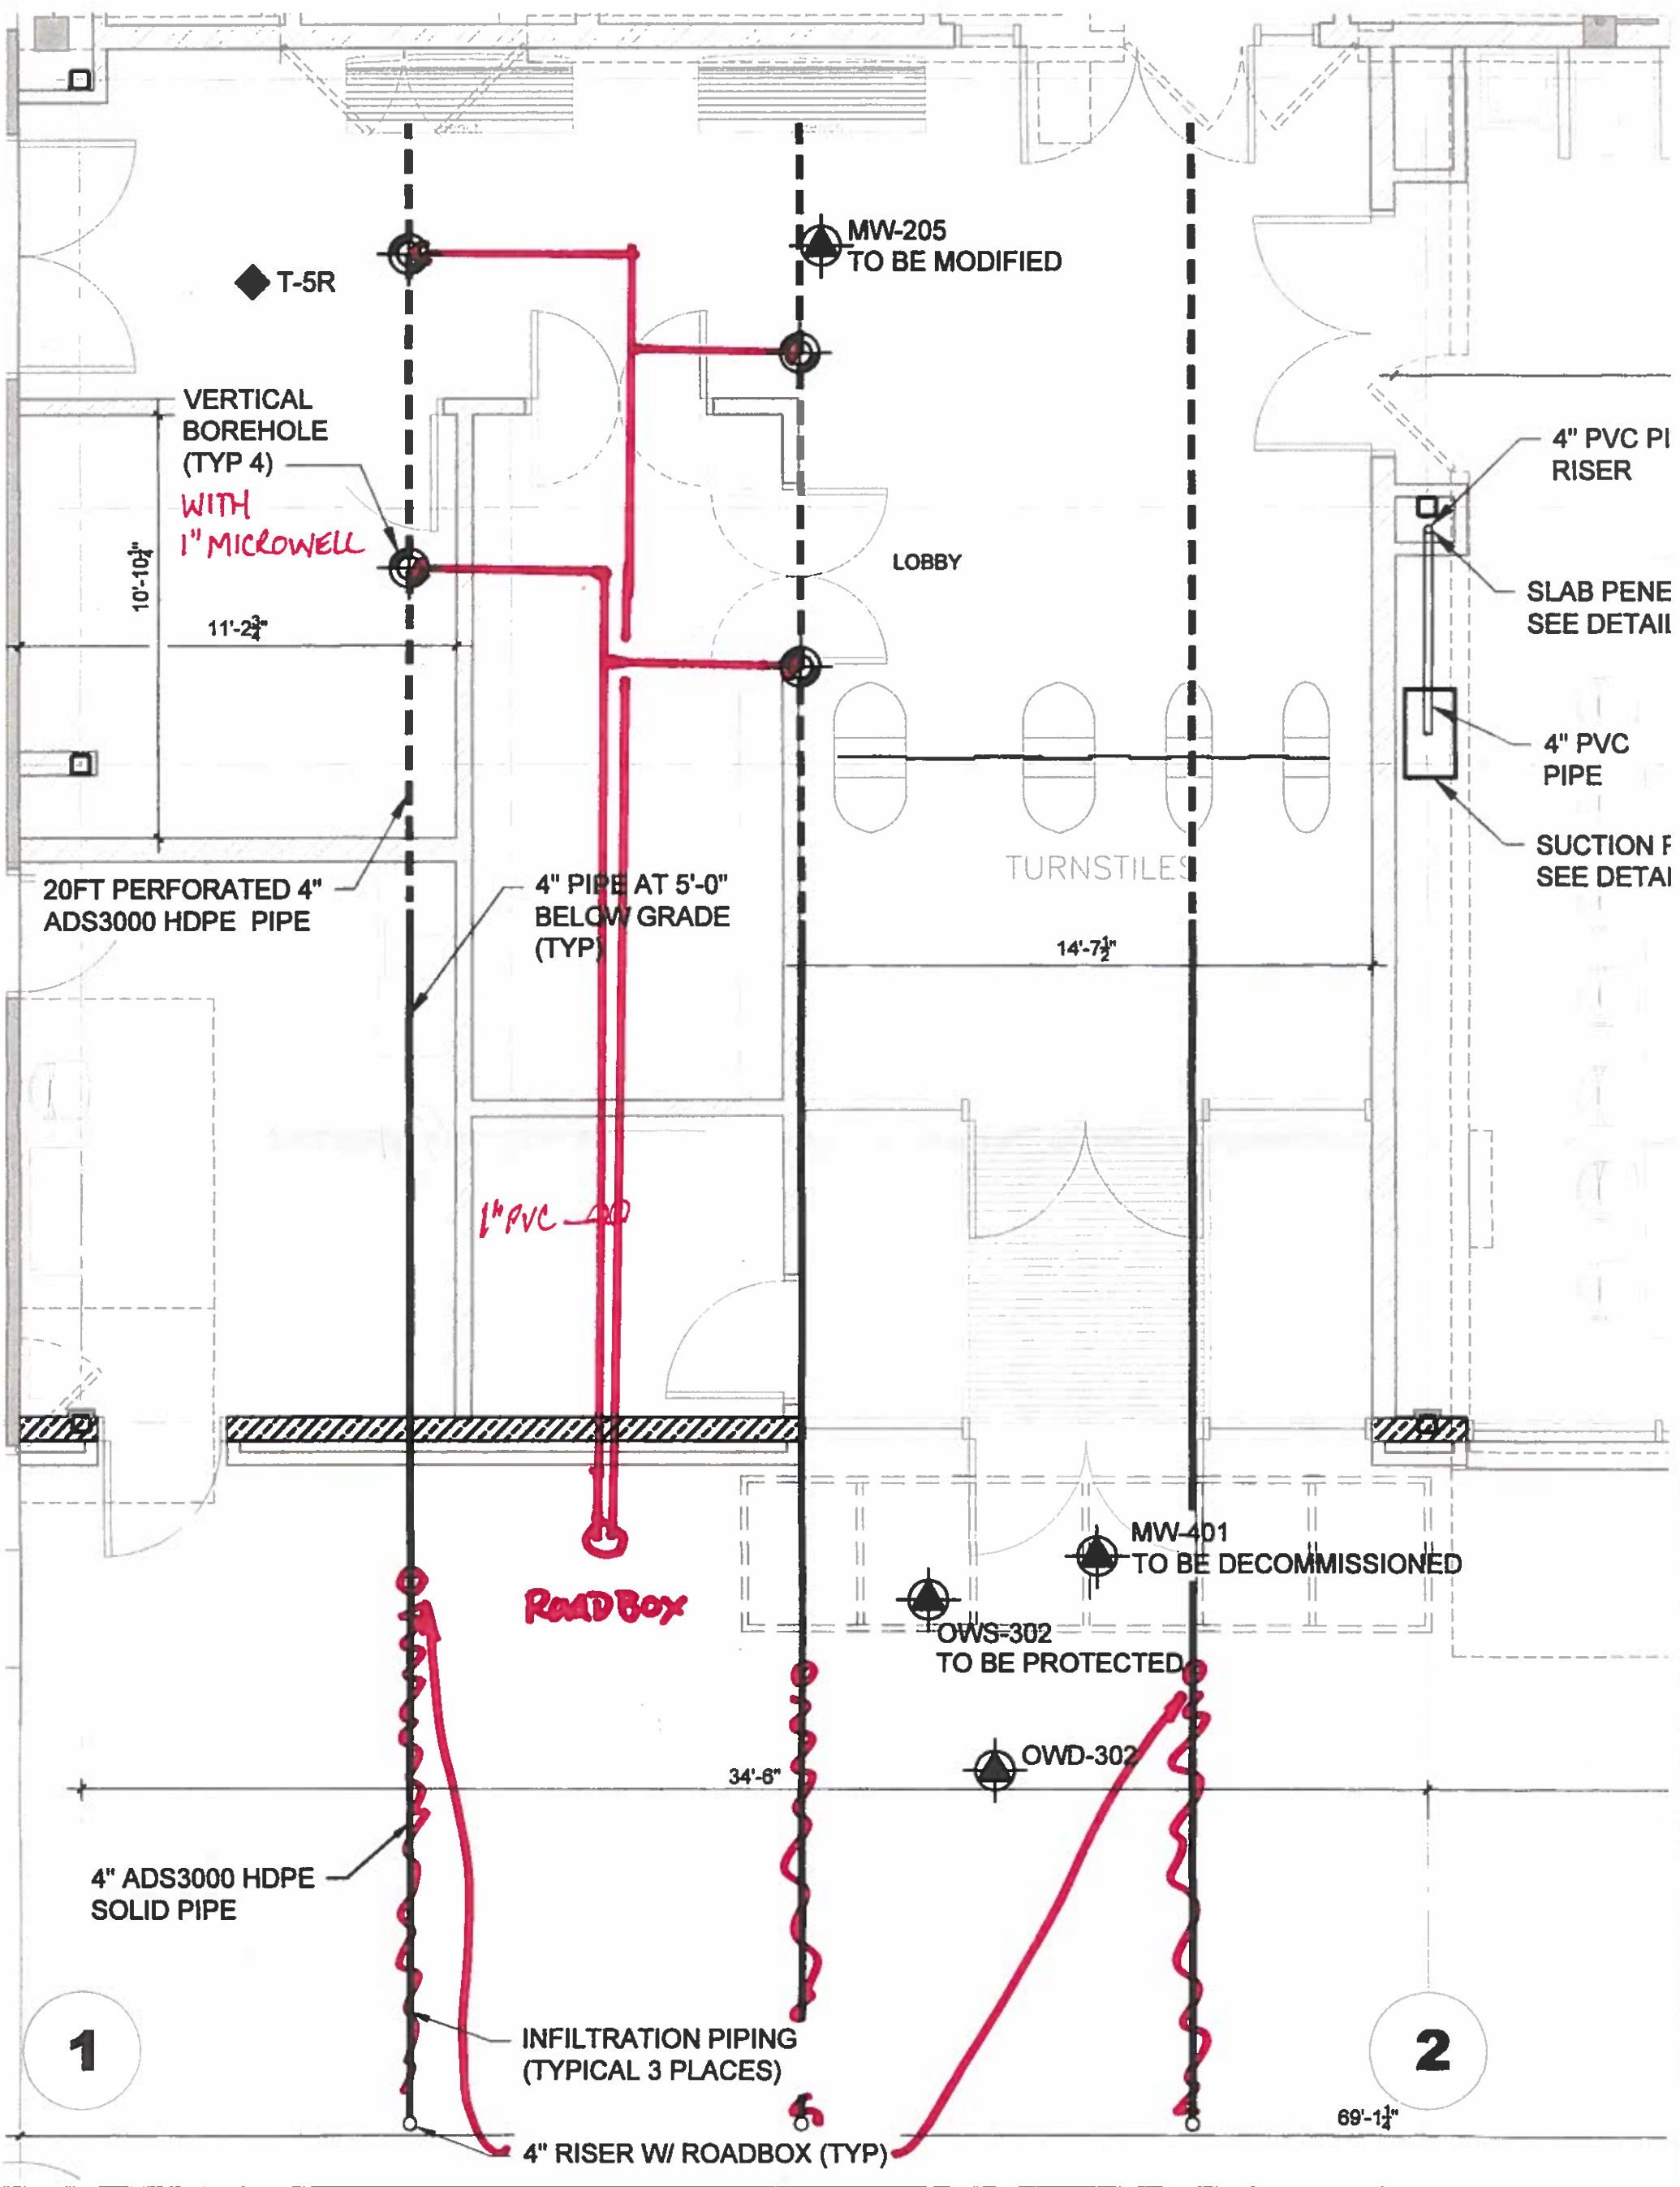 MW-205
TO BE MODIFIED
T-5R
VERTICAL
BOREHOLE
(TYP 4)
WITH
1" MICROWELL
4" PVC PI
RISER
10'-10¼"
LOBBY
SLAB PENE
SEE DETAIL
11'-2¾"
4" PVC
PIPE
SUCTION
SEE DETAI
TURNSTILES
20FT PERFORATED 4"
ADS3000 HDPE PIPE
4" PIPE AT 5'-0"
BELOW GRADE
(TYP)
14'-7½"
1" PVC
MW-401
TO BE DECOMMISSIONED
ROADBOX
OWS-302
TO BE PROTECTED
OWD-302
34'-6"
4" ADS3000 HDPE
SOLID PIPE
1
INFILTRATION PIPING
(TYPICAL 3 PLACES)
2
69'-1¼"
4" RISER W/ ROADBOX (TYP)